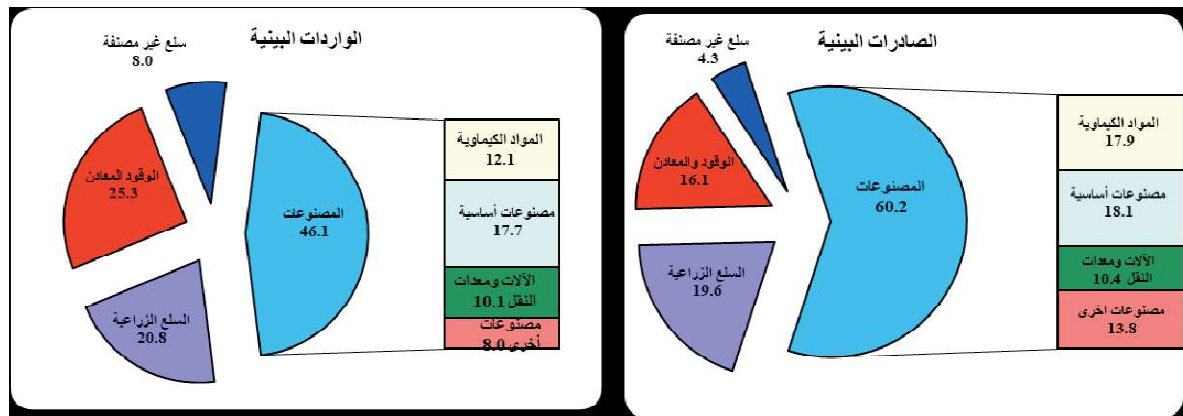 الصادرات البينية
سلع غير مصنفة
4.3
الوقود والمعادن
16.1
السلع الزراعية
19.6
المصنوعات
60.2
المواد الكيماوية
17.9
مصنوعات أساسية
18.1
الآلات ومعدات
النقل 10.4
مصنوعات اخرى
13.8
الواردات البينية
سلع غير مصنفة
8.0
الوقود المعادن
25.3
السلع الزراعية
20.8
المصنوعات
46.1
المواد الكيماوية
12.1
مصنوعات أساسية
17.7
الآلات ومعدات
النقل 10.1
مصنوعات
أخرى 8.0